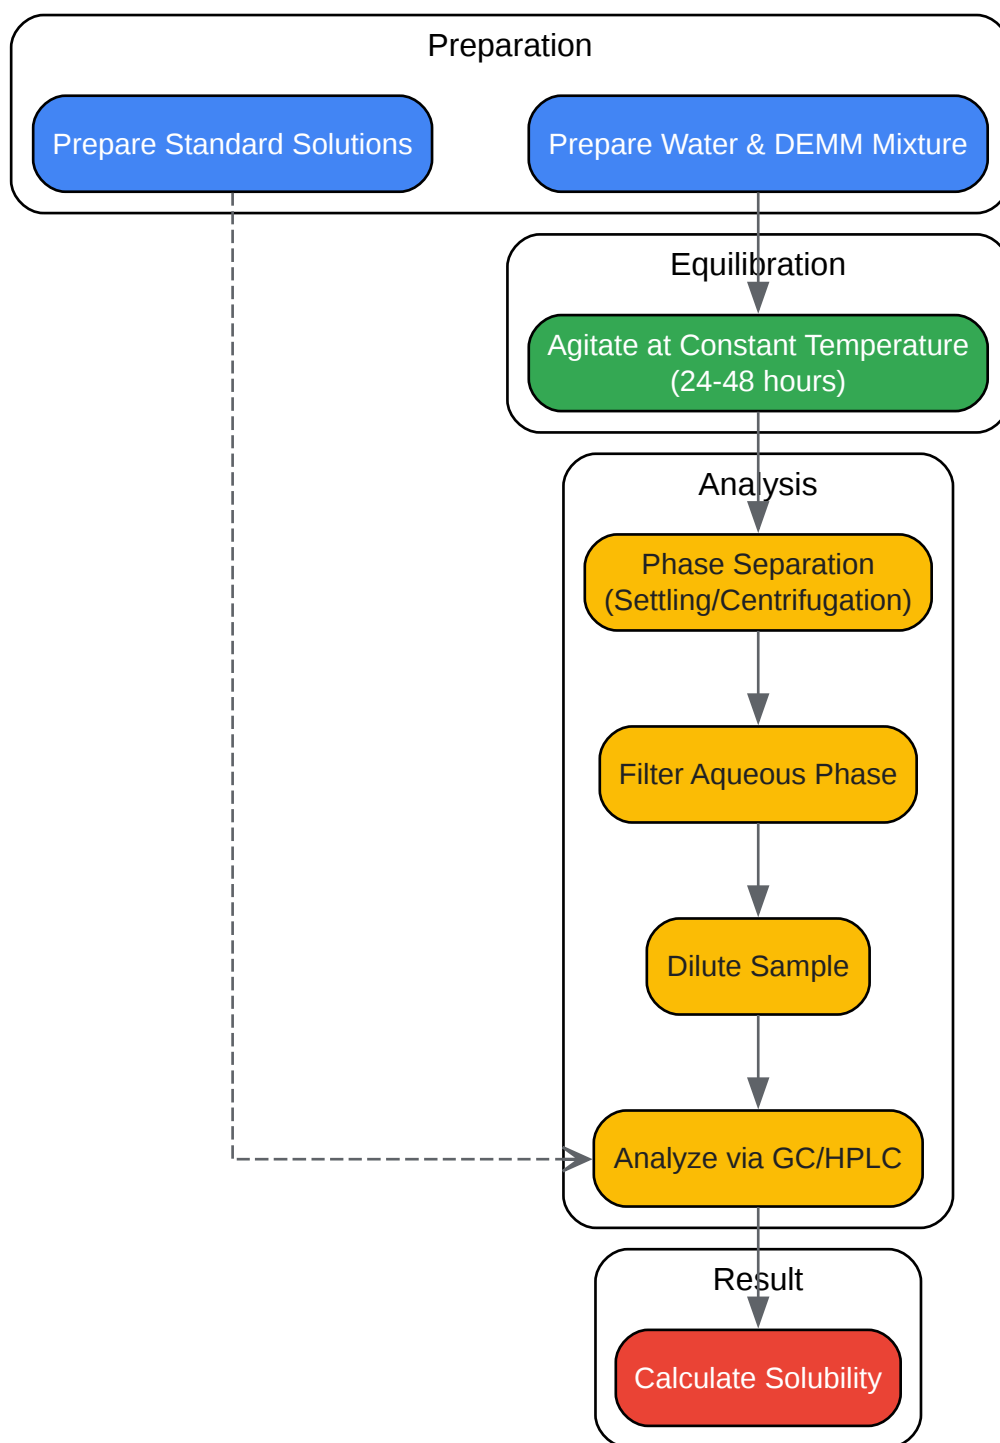 Preparation
Prepare Standard Solutions
Prepare Water & DEMM Mixture
Equilibration
Agitate at Constant Temperature
(24-48 hours)
Analysis
Phase Separation
(Settling/Centrifugation)
Filter Aqueous Phase
Dilute Sample
Analyze via GC/HPLC
Result
Calculate Solubility